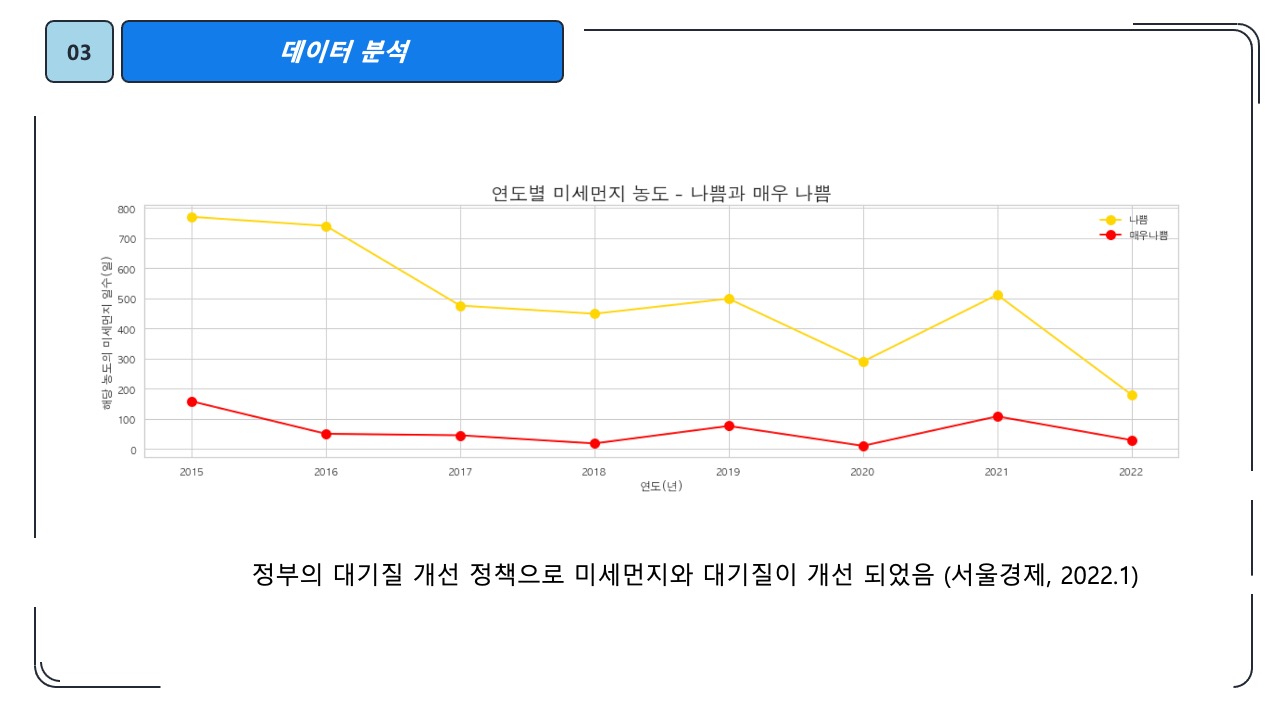 03
데이터 분석
연도별 미세먼지 농도 - 나쁨과 매우 나쁨
나쁨
매우나쁨
해당 농도의 미세먼지 일수(일)
800
700
600
500
400
300
200
100
0
2015 2016 2017 2018 2019 2020 2021 2022
연도(년)
정부의 대기질 개선 정책으로 미세먼지와 대기질이 개선 되었음 (서울경제, 2022.1)